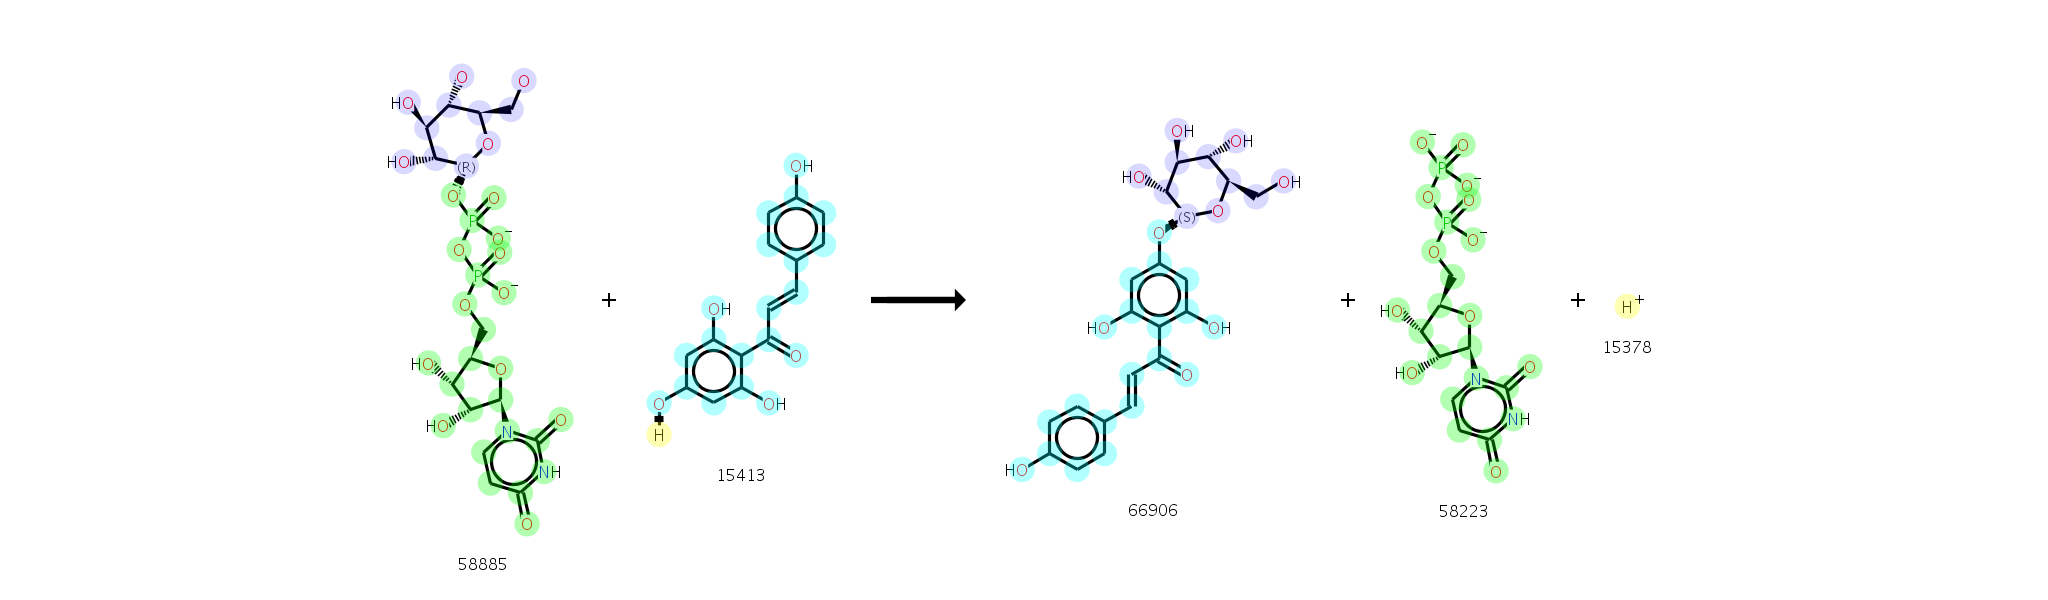 O O
HO
O
HO (R)
O O
P
O−
O O
P
O−
O
HO O
HO O
N
NH
O
58885
+
OH
OH
O
O OH
H
15413
OH
OH
HO OH
(S) O
O
HO OH
O
HO
66906
+
O− O
P
O−
O O
P
O−
O
HO O
HO O
N
NH
O
58223
+
H+
15378